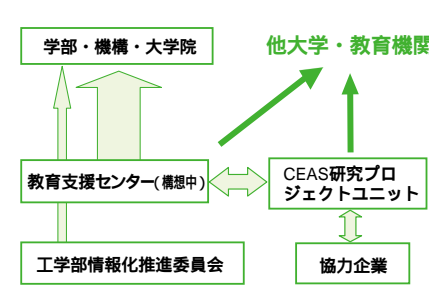 学部・機構・大学院
他大学・教育機関
教育支援センター(構想中)
CEAS研究プロ
ジェクトユニット
工学部情報化推進委員会
協力企業